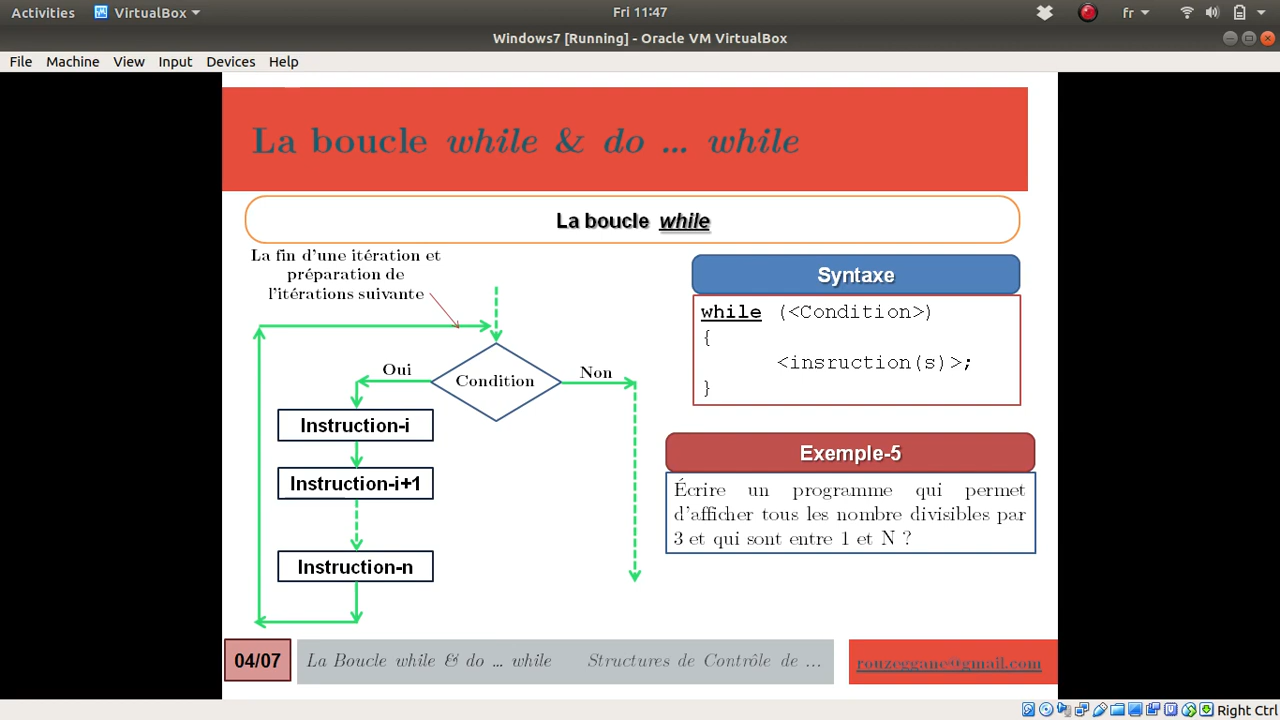 Activities VirtualBox Fri 11:47 fr
Windows7 [Running] - Oracle VM VirtualBox
File Machine View Input Devices Help
La boucle while & do ... while
La boucle while
La fin d'une itération et
préparation de
l'itérations suivante
Oui
Condition
Non
Instruction-i
Instruction-i+1
Instruction-n
Syntaxe
while (<Condition>)
{
<insruction(s)>;
}
Exemple-5
Écrire un programme qui permet
d'afficher tous les nombre divisibles par
3 et qui sont entre 1 et N ?
04/07 La Boucle while & do ... while Structures de Contrôle de ... rouzeggane@gmail.com
Right Ctrl